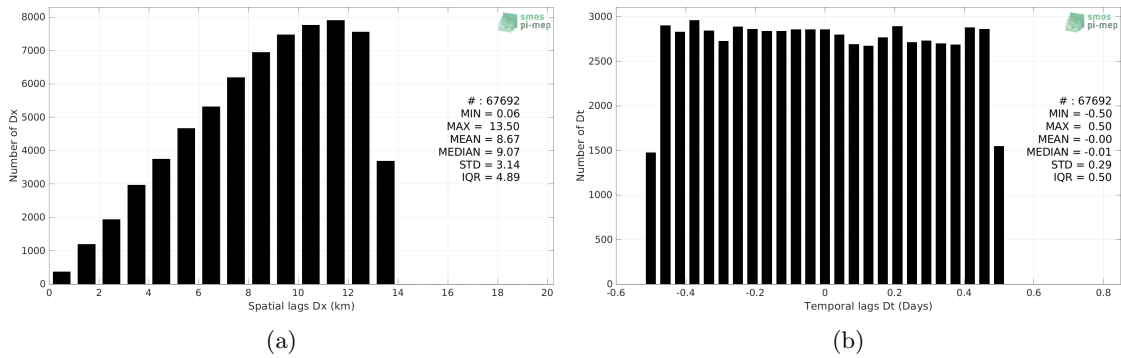 smos
pi-mep
8000
7000
6000
5000
4000
3000
2000
1000
0
Number of Dx
# : 67692
MIN = 0.06
MAX = 13.50
MEAN = 8.67
MEDIAN = 9.07
STD = 3.14
IQR = 4.89
0 2 4 6 8 10 12 14 16 18 20
Spatial lags Dx (km)
(a)
smos
pi-mep
3000
2500
2000
1500
1000
500
0
Number of Dt
# : 67692
MIN = -0.50
MAX = 0.50
MEAN = -0.00
MEDIAN = -0.01
STD = 0.29
IQR = 0.50
-0.6 -0.4 -0.2 0 0.2 0.4 0.6 0.8
Temporal lags Dt (Days)
(b)